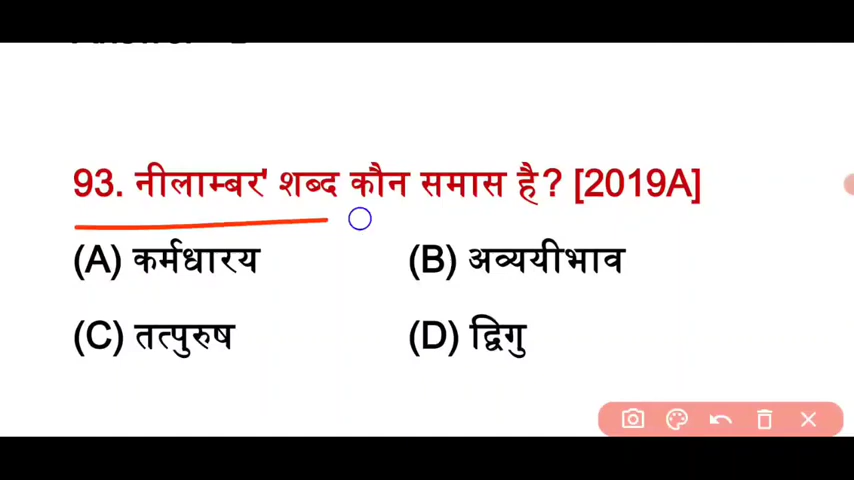 93. नीलाम्बर' शब्द कौन समास है? [2019A]
(A) कर्मधारय (B) अव्ययीभाव
(C) तत्पुरुष (D) द्विगु